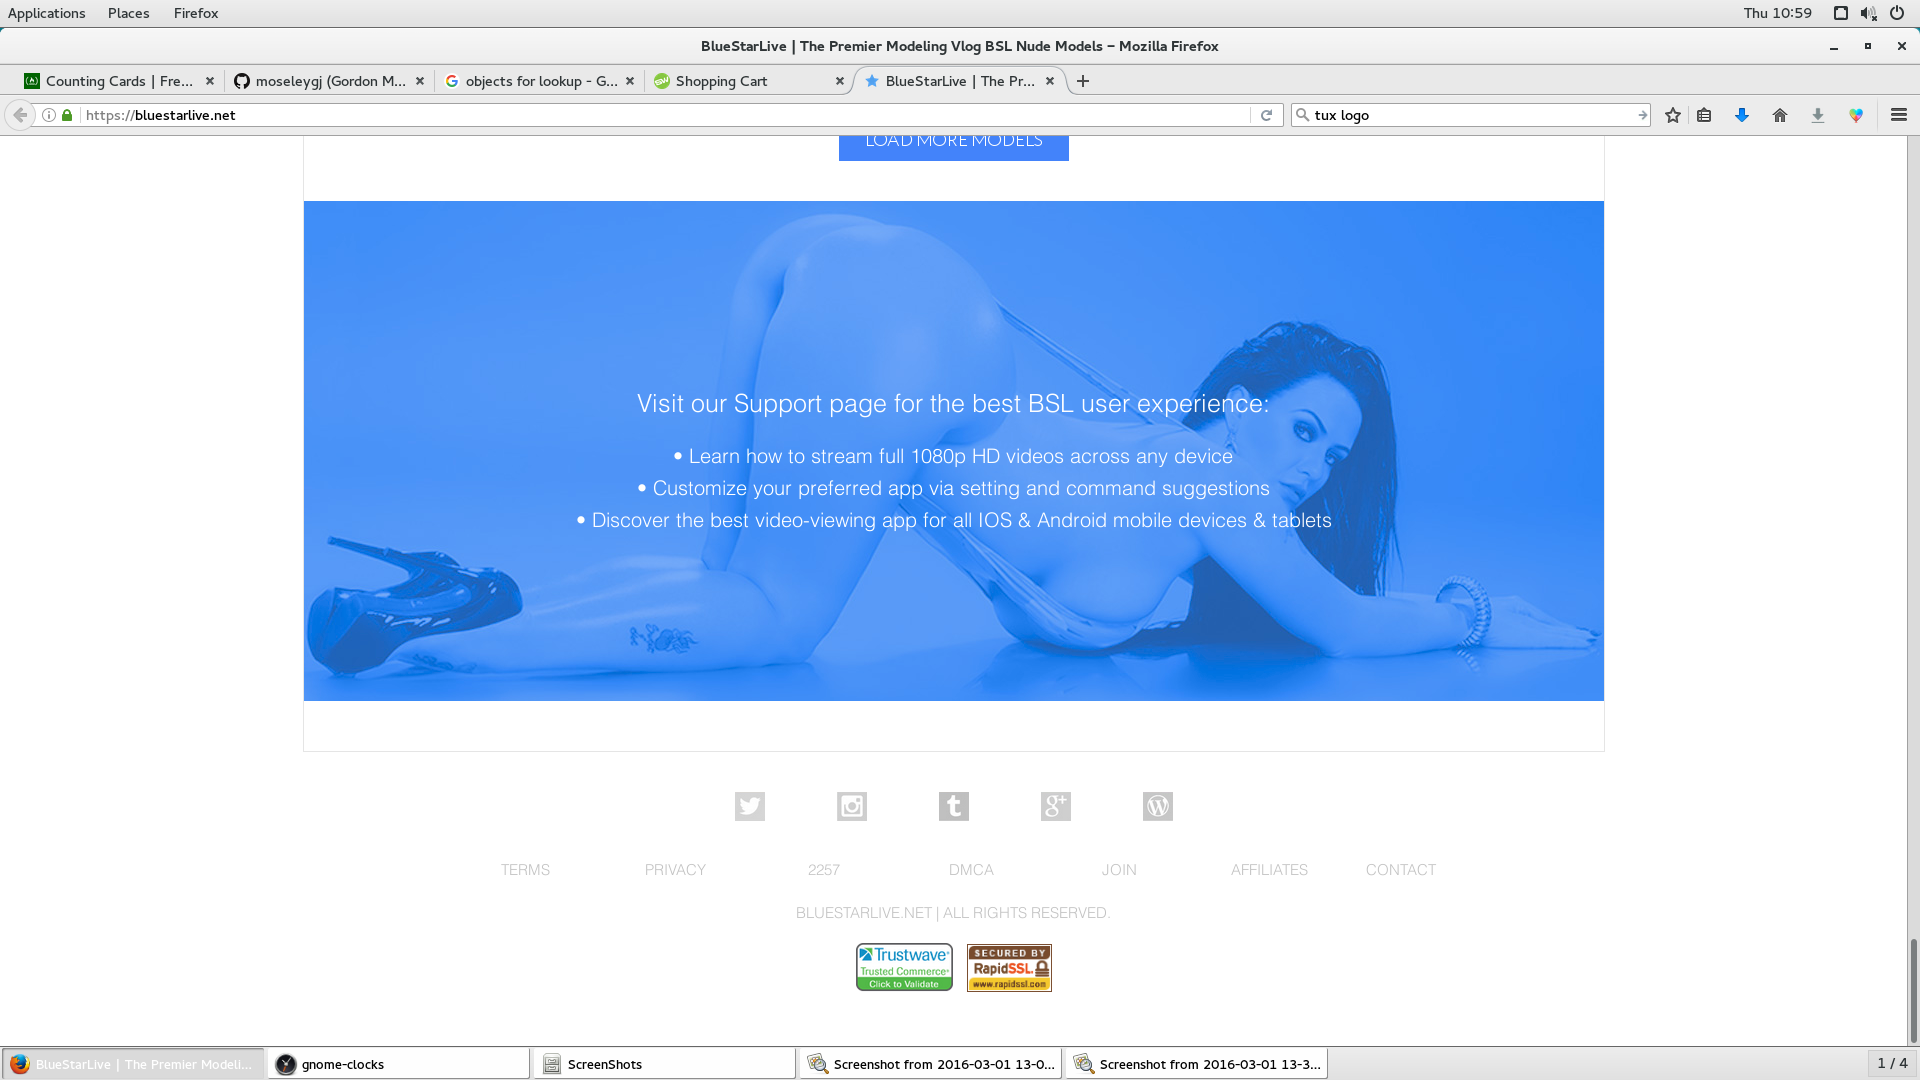 Applications Places Firefox Thu 10:59
BlueStarLive | The Premier Modeling Vlog BSL Nude Models – Mozilla Firefox
Counting Cards | Fre... moseleygj (Gordon M... objects for lookup - G... Shopping Cart BlueStarLive | The Pr...
https://bluestarlive.net tux logo
LOAD MORE MODELS
Visit our Support page for the best BSL user experience:
• Learn how to stream full 1080p HD videos across any device
• Customize your preferred app via setting and command suggestions
• Discover the best video-viewing app for all IOS & Android mobile devices & tablets
TERMS PRIVACY 2257 DMCA JOIN AFFILIATES CONTACT
BLUESTARLIVE.NET | ALL RIGHTS RESERVED.
Trustwave®
Trusted Commerce®
Click to Validate
SECURED BY
RapidSSL.
www.rapidssl.com
BlueStarLive | The Premier Modeli... gnome-clocks ScreenShots Screenshot from 2016-03-01 13-0... Screenshot from 2016-03-01 13-3... 1 / 4